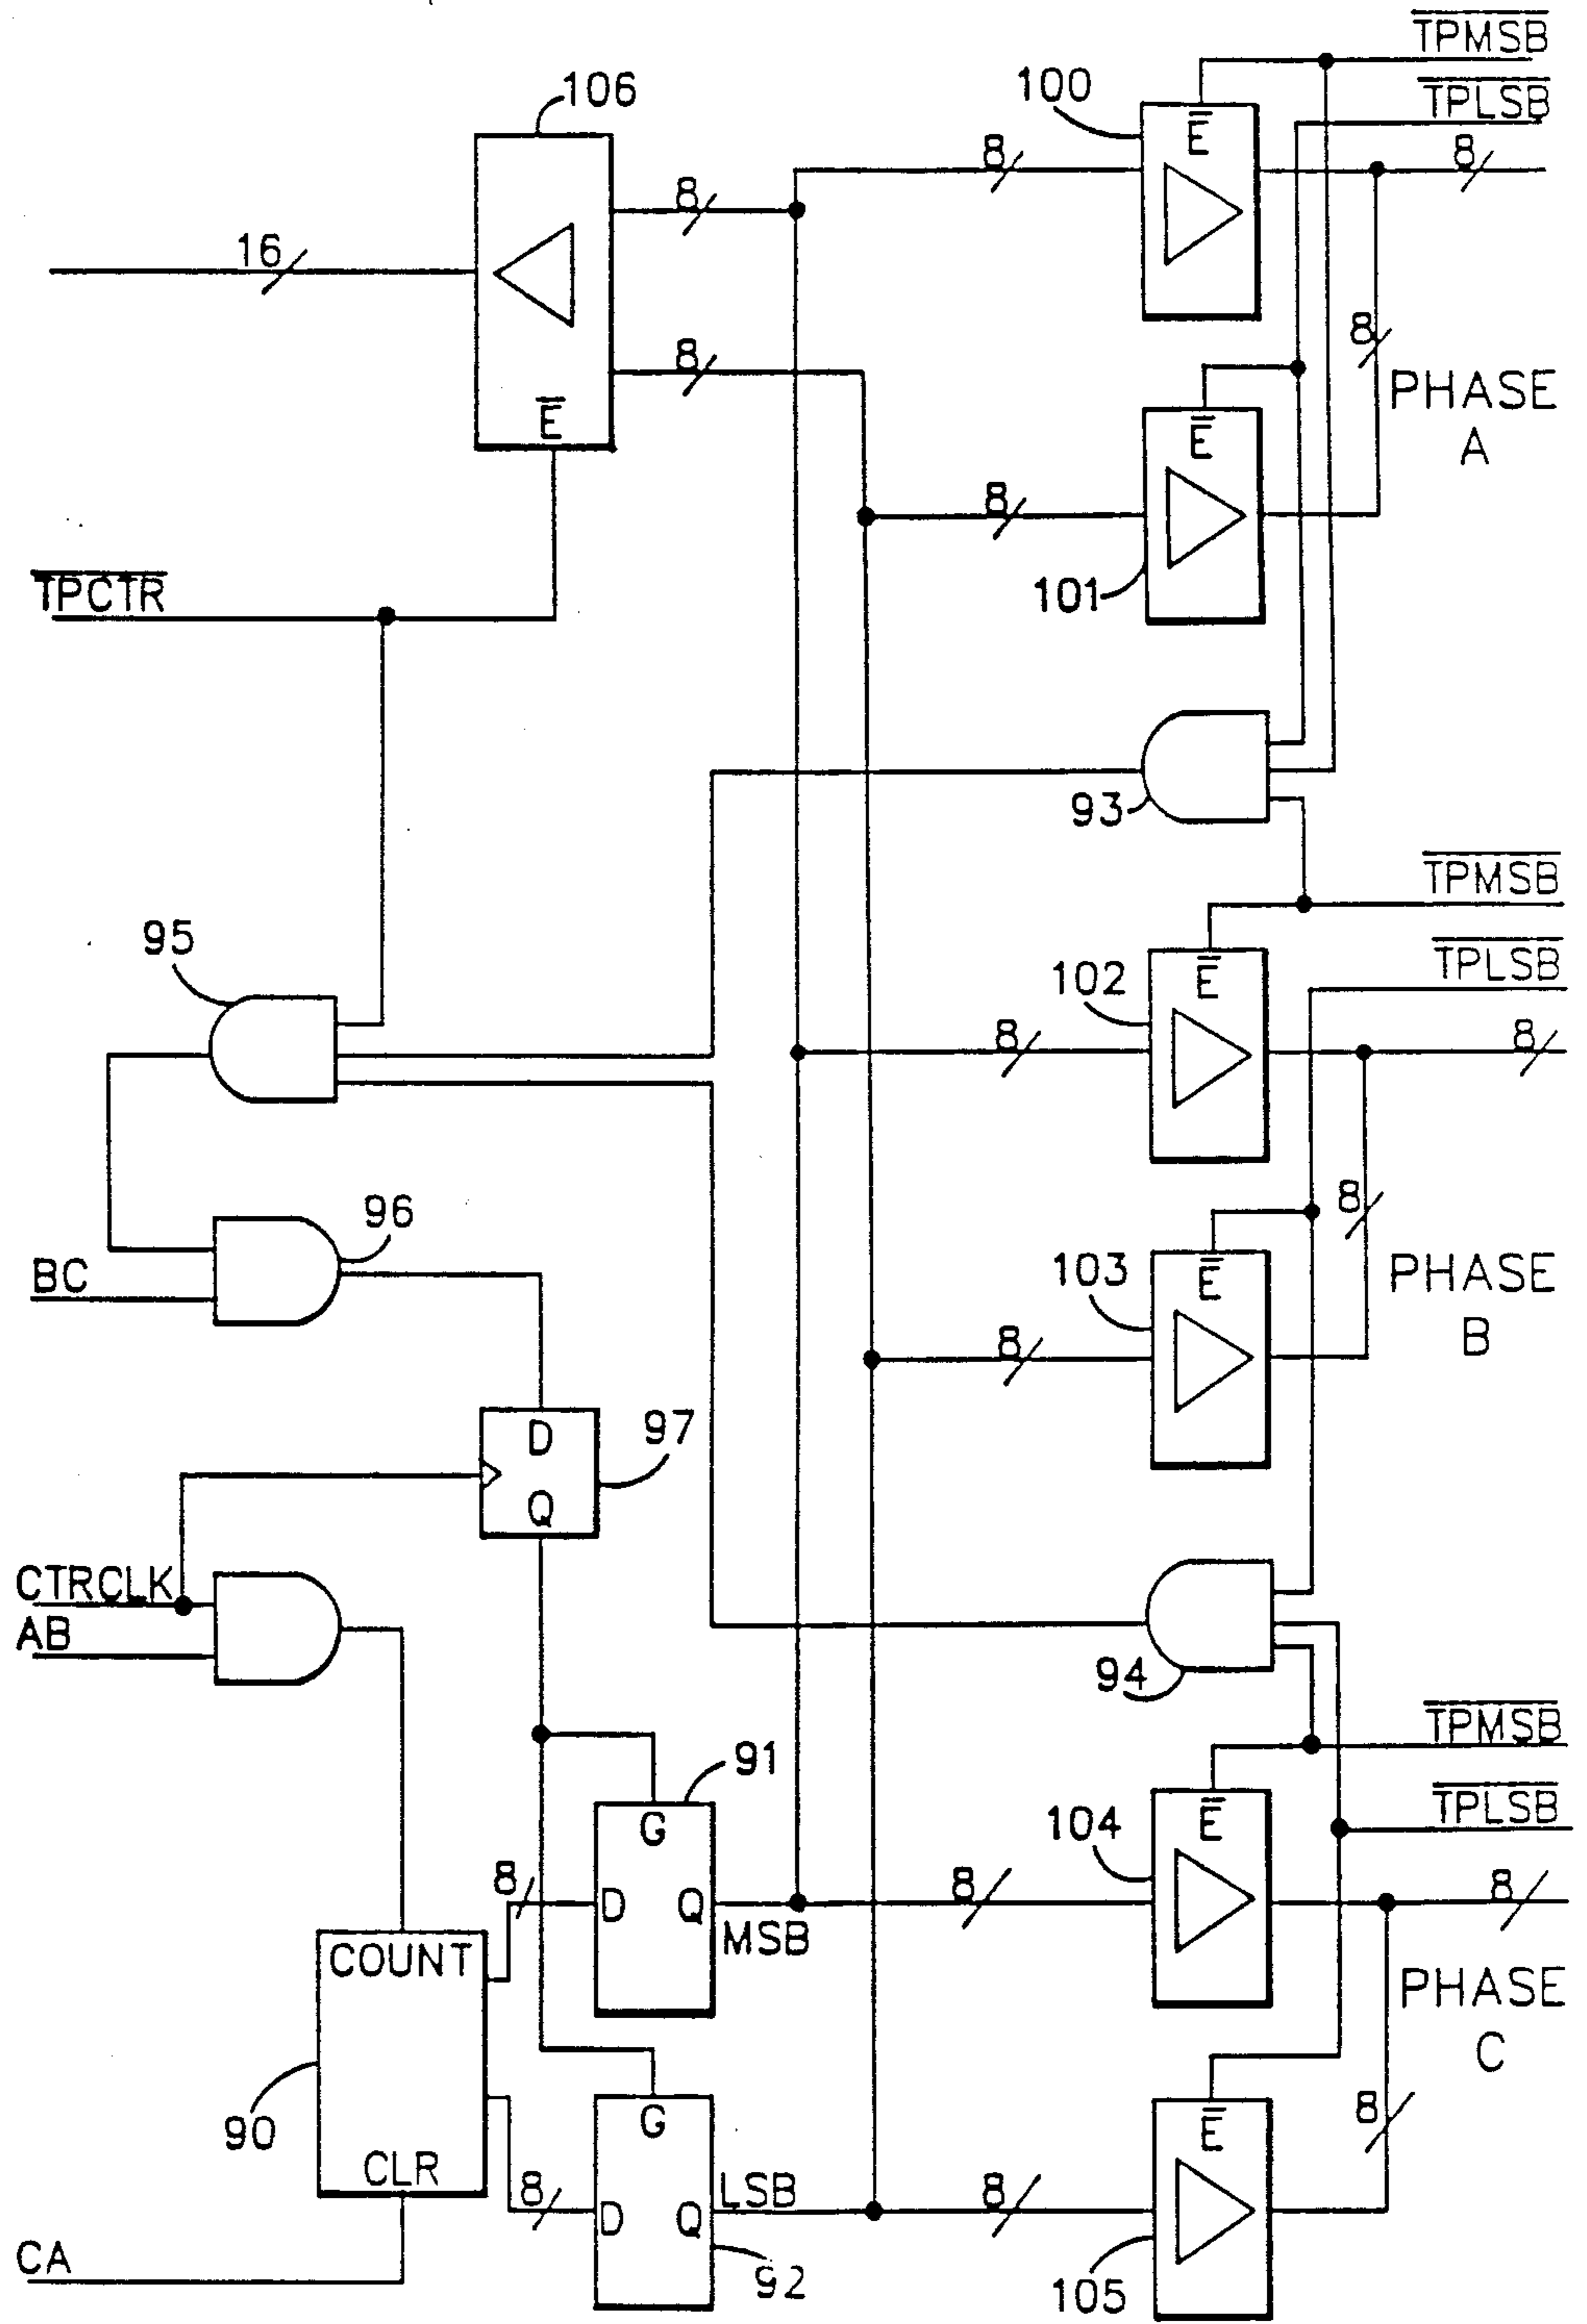 TPMSB
TPLSB
106
100
E
8
8
8
16
8
8
E
PHASE
A
E
8
101
TPCTR
93
TPMSB
95
TPLSB
102
E
8
8
96
8
BC
103
E
PHASE
B
8
D
97
Q
CTRCLK
AB
94
TPMSB
91
TPLSB
G
104
E
8
D
Q
8
8
MSB
COUNT
PHASE
C
90
G
E
8
CLR
8
D
Q
LSB
8
CA
92
105